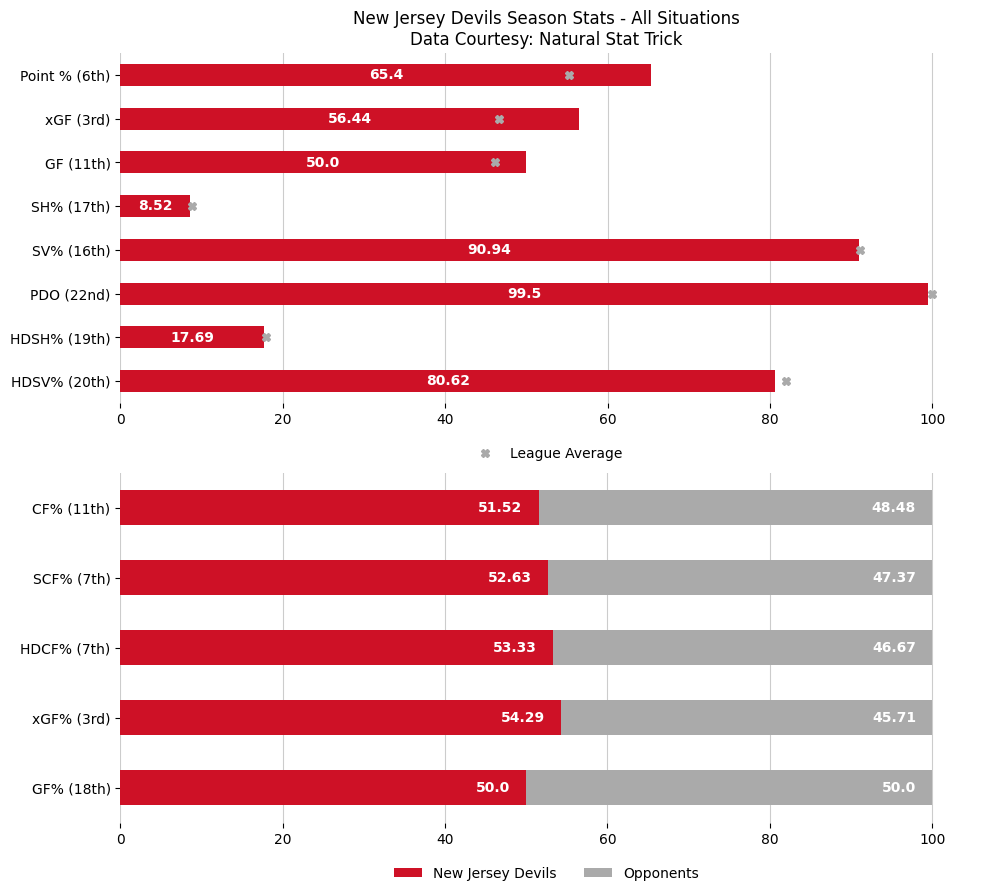 New Jersey Devils Season Stats - All Situations
Data Courtesy: Natural Stat Trick
Point % (6th) 65.4
xGF (3rd) 56.44
GF (11th) 50.0
SH% (17th) 8.52
SV% (16th) 90.94
PDO (22nd) 99.5
HDSH% (19th) 17.69
HDSV% (20th) 80.62
0 20 40 60 80 100
League Average
CF% (11th) 51.52 48.48
SCF% (7th) 52.63 47.37
HDCF% (7th) 53.33 46.67
xGF% (3rd) 54.29 45.71
GF% (18th) 50.0 50.0
0 20 40 60 80 100
New Jersey Devils Opponents